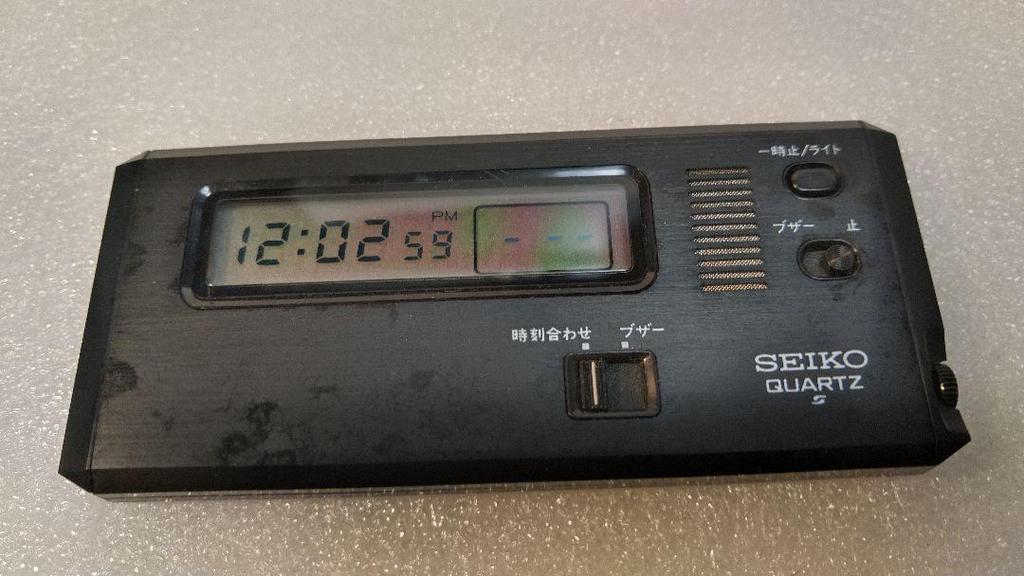 一時止/ライト
ブザー 止
PM
12:02 59 - --
時刻合わせ ブザー
SEIKO
QUARTZ